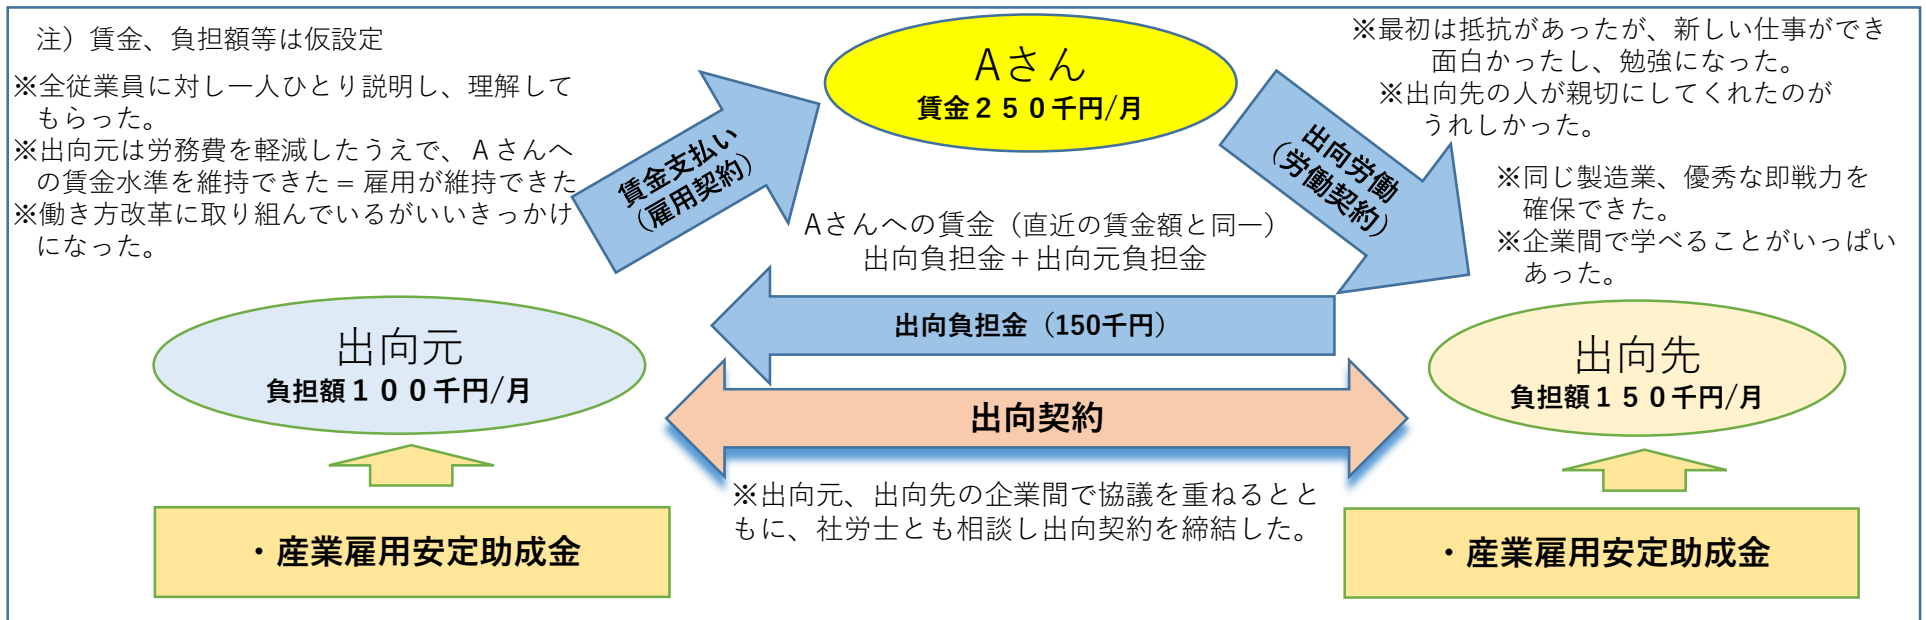 注）賃金、負担額等は仮設定
※全従業員に対し一人ひとり説明し、理解して
もらった。
※出向元は労務費を軽減したうえで、Ａさんへ
の賃金水準を維持できた＝雇用が維持できた
※働き方改革に取り組んでいるがいいきっかけ
になった。
賃金支払い
（雇用契約）
Aさん
賃金２５０千円/月
出向労働
（労働契約）
※最初は抵抗があったが、新しい仕事ができ
面白かったし、勉強になった。
※出向先の人が親切にしてくれたのが
うれしかった。
※同じ製造業、優秀な即戦力を
確保できた。
※企業間で学べることがいっぱい
あった。
Aさんへの賃金（直近の賃金額と同一）
出向負担金＋出向元負担金
出向負担金（150千円）
出向元
負担額１００千円/月
出向先
負担額１５０千円/月
出向契約
※出向元、出向先の企業間で協議を重ねるとと
もに、社労士とも相談し出向契約を締結した。
・産業雇用安定助成金
・産業雇用安定助成金